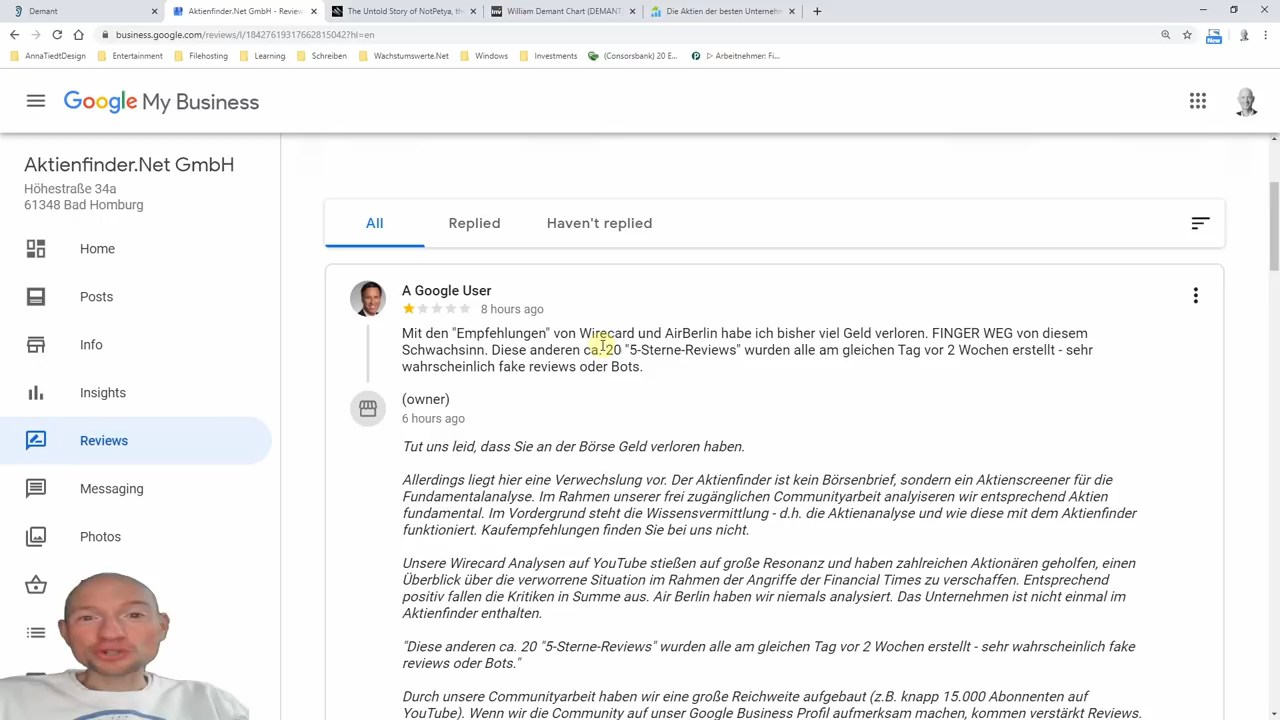 Demant
Aktienfinder.Net GmbH - Review
The Untold Story of NotPetya, the
William Demant Chart (DEMANT
Die Aktien der besten Unternehm
business.google.com/reviews/l/18427619317662815042?hl=en
New
AnnaTiedtDesign
Entertainment
Filehosting
Learning
Schreiben
Wachstumswerte.Net
Windows
Investments
(Consorsbank) 20 E...
▷ Arbeitnehmer: Fi...
Google My Business
Aktienfinder.Net GmbH
Höhestraße 34a
61348 Bad Homburg
Home
Posts
Info
Insights
Reviews
Messaging
Photos
All
Replied
Haven't replied
A Google User
8 hours ago
Mit den "Empfehlungen" von Wirecard und AirBerlin habe ich bisher viel Geld verloren. FINGER WEG von diesem
Schwachsinn. Diese anderen ca. 20 "5-Sterne-Reviews" wurden alle am gleichen Tag vor 2 Wochen erstellt - sehr
wahrscheinlich fake reviews oder Bots.
(owner)
6 hours ago
Tut uns leid, dass Sie an der Börse Geld verloren haben.
Allerdings liegt hier eine Verwechslung vor. Der Aktienfinder ist kein Börsenbrief, sondern ein Aktienscreener für die
Fundamentalanalyse. Im Rahmen unserer frei zugänglichen Communityarbeit analyiseren wir entsprechend Aktien
fundamental. Im Vordergrund steht die Wissensvermittlung - d.h. die Aktienanalyse und wie diese mit dem Aktienfinder
funktioniert. Kaufempfehlungen finden Sie bei uns nicht.
Unsere Wirecard Analysen auf YouTube stießen auf große Resonanz und haben zahlreichen Aktionären geholfen, einen
Überblick über die verworrene Situation im Rahmen der Angriffe der Financial Times zu verschaffen. Entsprechend
positiv fallen die Kritiken in Summe aus. Air Berlin haben wir niemals analysiert. Das Unternehmen ist nicht einmal im
Aktienfinder enthalten.
"Diese anderen ca. 20 "5-Sterne-Reviews" wurden alle am gleichen Tag vor 2 Wochen erstellt - sehr wahrscheinlich fake
reviews oder Bots."
Durch unsere Communityarbeit haben wir eine große Reichweite aufgebaut (z.B. knapp 15.000 Abonnenten auf
YouTube). Wenn wir die Community auf unser Google Business Profil aufmerksam machen, kommen verstärkt Reviews.